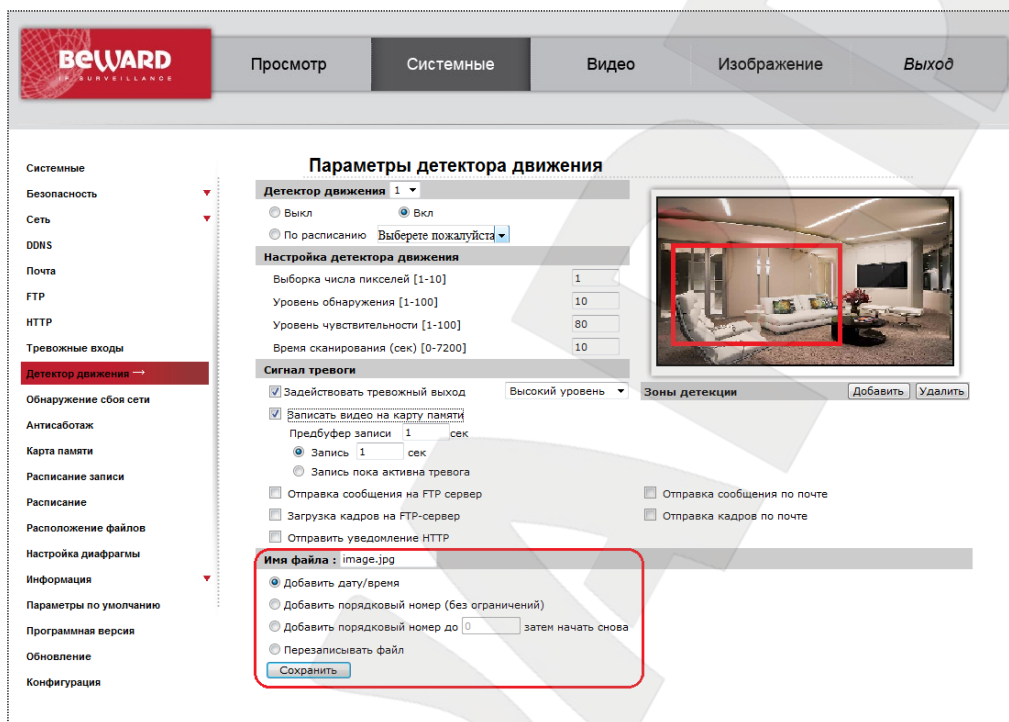 BEWARD
IP SURVEILLANCE
Просмотр
Системные
Видео
Изображение
Выход
Системные
Безопасность
Сеть
DDNS
Почта
FTP
HTTP
Тревожные входы
Детектор движения →
Обнаружение сбоя сети
Антисаботаж
Карта памяти
Расписание записи
Расписание
Расположение файлов
Настройка диафрагмы
Информация
Параметры по умолчанию
Программная версия
Обновление
Конфигурация
Параметры детектора движения
Детектор движения 1
Выкл Вкл
По расписанию Выберете пожалуйста
Настройка детектора движения
Выборка числа пикселей [1-10] 1
Уровень обнаружения [1-100] 10
Уровень чувствительности [1-100] 80
Время сканирования (сек) [0-7200] 10
Сигнал тревоги
Задействовать тревожный выход Высокий уровень
Зоны детекции Добавить Удалить
Записать видео на карту памяти
Предбуфер записи 1 сек
Запись 1 сек
Запись пока активна тревога
Отправка сообщения на FTP сервер Отправка сообщения по почте
Загрузка кадров на FTP-сервер Отправка кадров по почте
Отправить уведомление HTTP
Имя файла : image.jpg
Добавить дату/время
Добавить порядковый номер (без ограничений)
Добавить порядковый номер до 0 затем начать снова
Перезаписывать файл
Сохранить